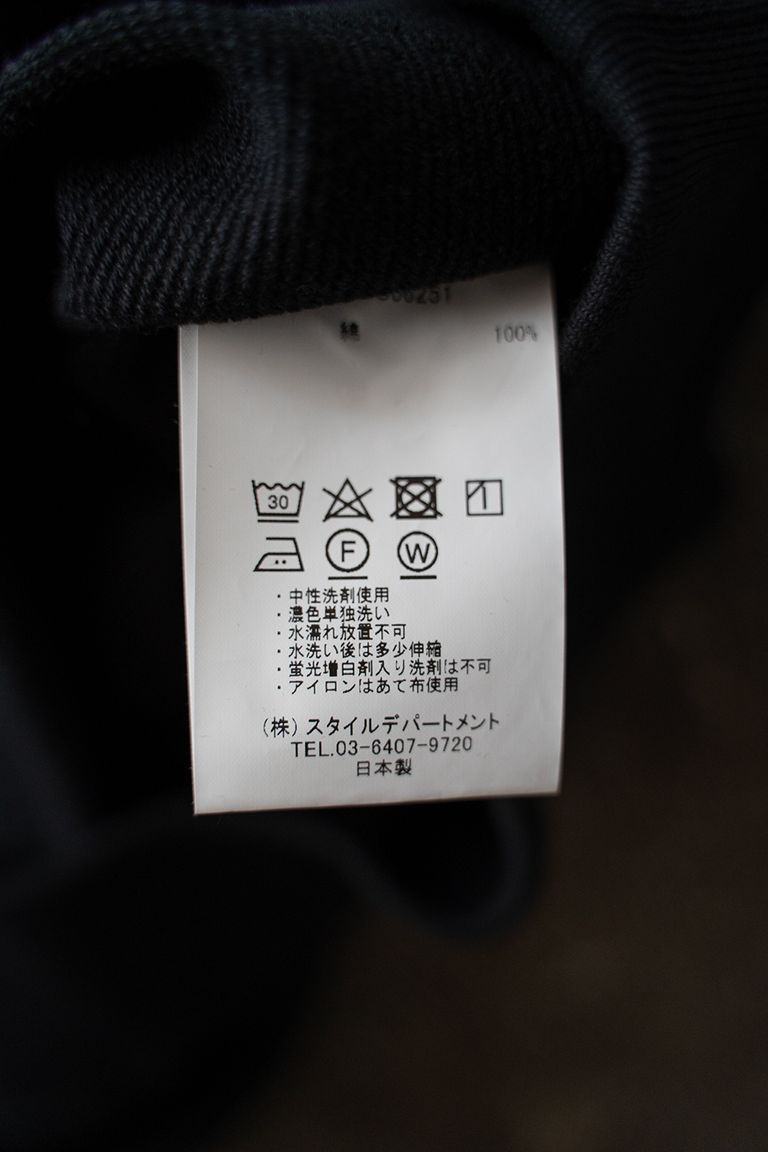 綿 100%
30
F W
・中性洗剤使用
・濃色単独洗い
・水濡れ放置不可
・水洗い後は多少伸縮
・蛍光増白剤入り洗剤は不可
・アイロンはあて布使用
(株)スタイルデパートメント
TEL.03-6407-9720
日本製